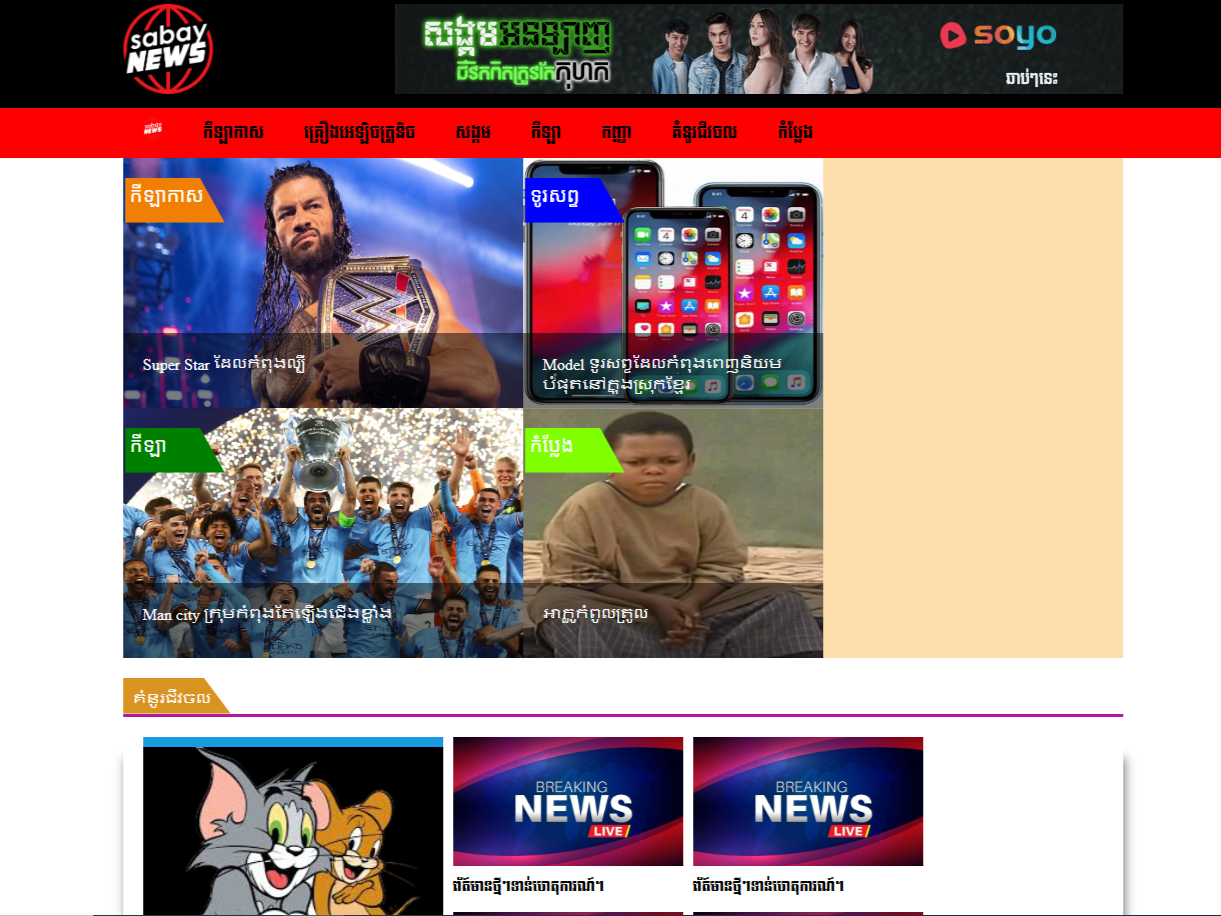 sabay
NEWS
សង្គមអនឡាញ
ជីវភពិតត្រូវតែកុហក
soyo
ឆាប់ៗនេះ
sabay
NEWS
កីឡាកាស គ្រឿងអេឡិចត្រូនិច សង្គម កីឡា កញ្ញា គំនូរជីវចល កំប្លែង
កីឡាកាស
ទូរសព្ទ
Super Star ដែលកំពុងល្បី
Model ទូរសព្ទដែលកំពុងពេញនិយម
បំផុតនៅក្នុងស្រុកខ្មែរ
កីឡា
កំប្លែង
Man city ក្រុមកំពុងតែឡើងជើងខ្លាំង
អាក្លូកំពូលត្រូល
គំនូរជីវចល
BREAKING
NEWS
LIVE
BREAKING
NEWS
LIVE
ព័ត៍មានថ្មីៗទាន់ហេតុការណ៍ៗ
ព័ត៍មានថ្មីៗទាន់ហេតុការណ៍ៗ